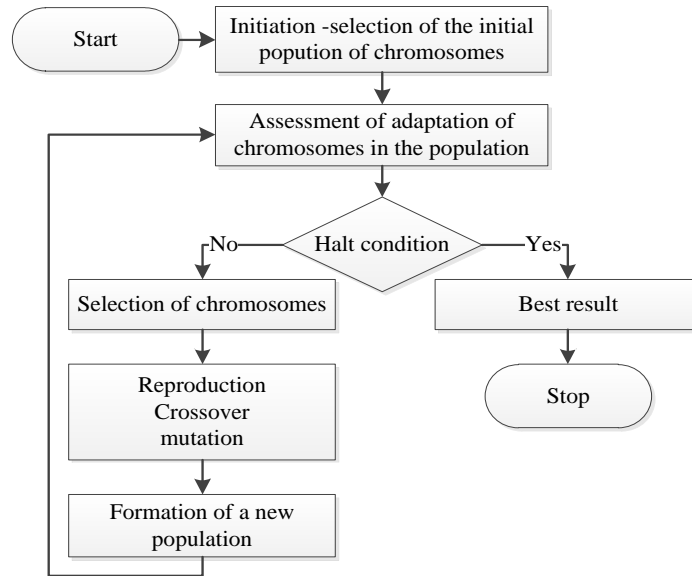 Start
Initiation -selection of the initial
popution of chromosomes
Assessment of adaptation of
chromosomes in the population
Halt condition
No
Yes
Selection of chromosomes
Best result
Reproduction
Crossover
mutation
Stop
Formation of a new
population